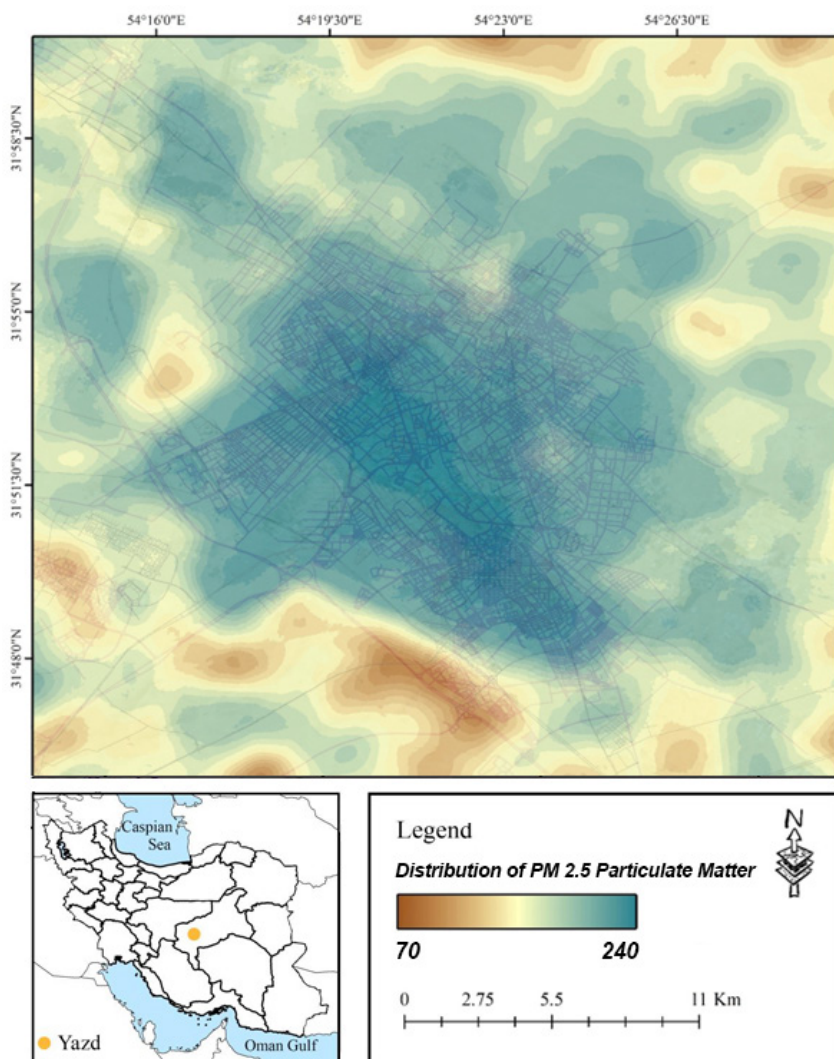 54°16'0"E 54°19'30"E 54°23'0"E 54°26'30"E
31°58'30"N
31°55'0"N
31°51'30"N
31°48'0"N
Caspian
Sea
Oman Gulf
Yazd
Legend
N
Distribution of PM 2.5 Particulate Matter
70 240
0 2.75 5.5 11 Km